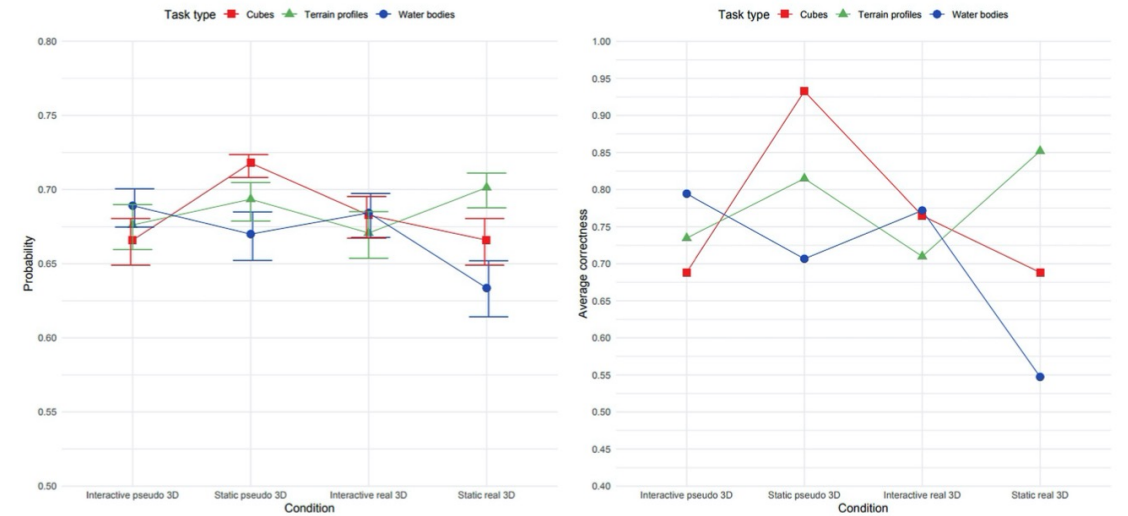 Task type Cubes Terrain profiles Water bodies
0.80
0.75
0.70
0.65
0.60
0.55
0.50
Probability
Interactive pseudo 3D Static pseudo 3D Interactive real 3D Static real 3D
Condition
Task type Cubes Terrain profiles Water bodies
1.00
0.95
0.90
0.85
0.80
0.75
0.70
0.65
0.60
0.55
0.50
0.45
0.40
Average correctness
Interactive pseudo 3D Static pseudo 3D Interactive real 3D Static real 3D
Condition